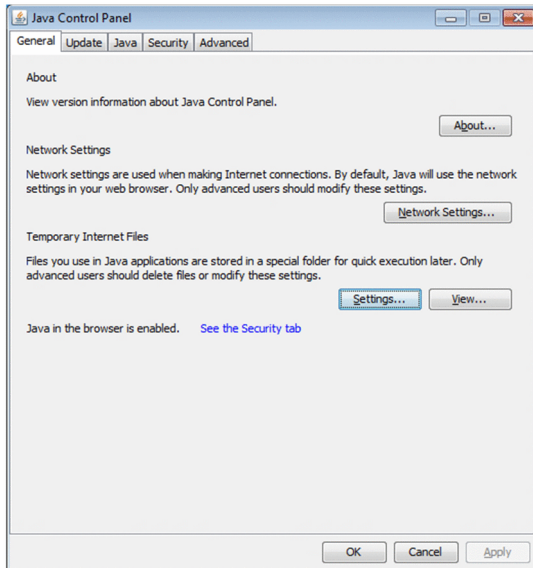 Java Control Panel
General Update Java Security Advanced
About
View version information about Java Control Panel.
About...
Network Settings
Network settings are used when making Internet connections. By default, Java will use the network
settings in your web browser. Only advanced users should modify these settings.
Network Settings...
Temporary Internet Files
Files you use in Java applications are stored in a special folder for quick execution later. Only
advanced users should delete files or modify these settings.
Settings... View...
Java in the browser is enabled. See the Security tab
OK Cancel Apply